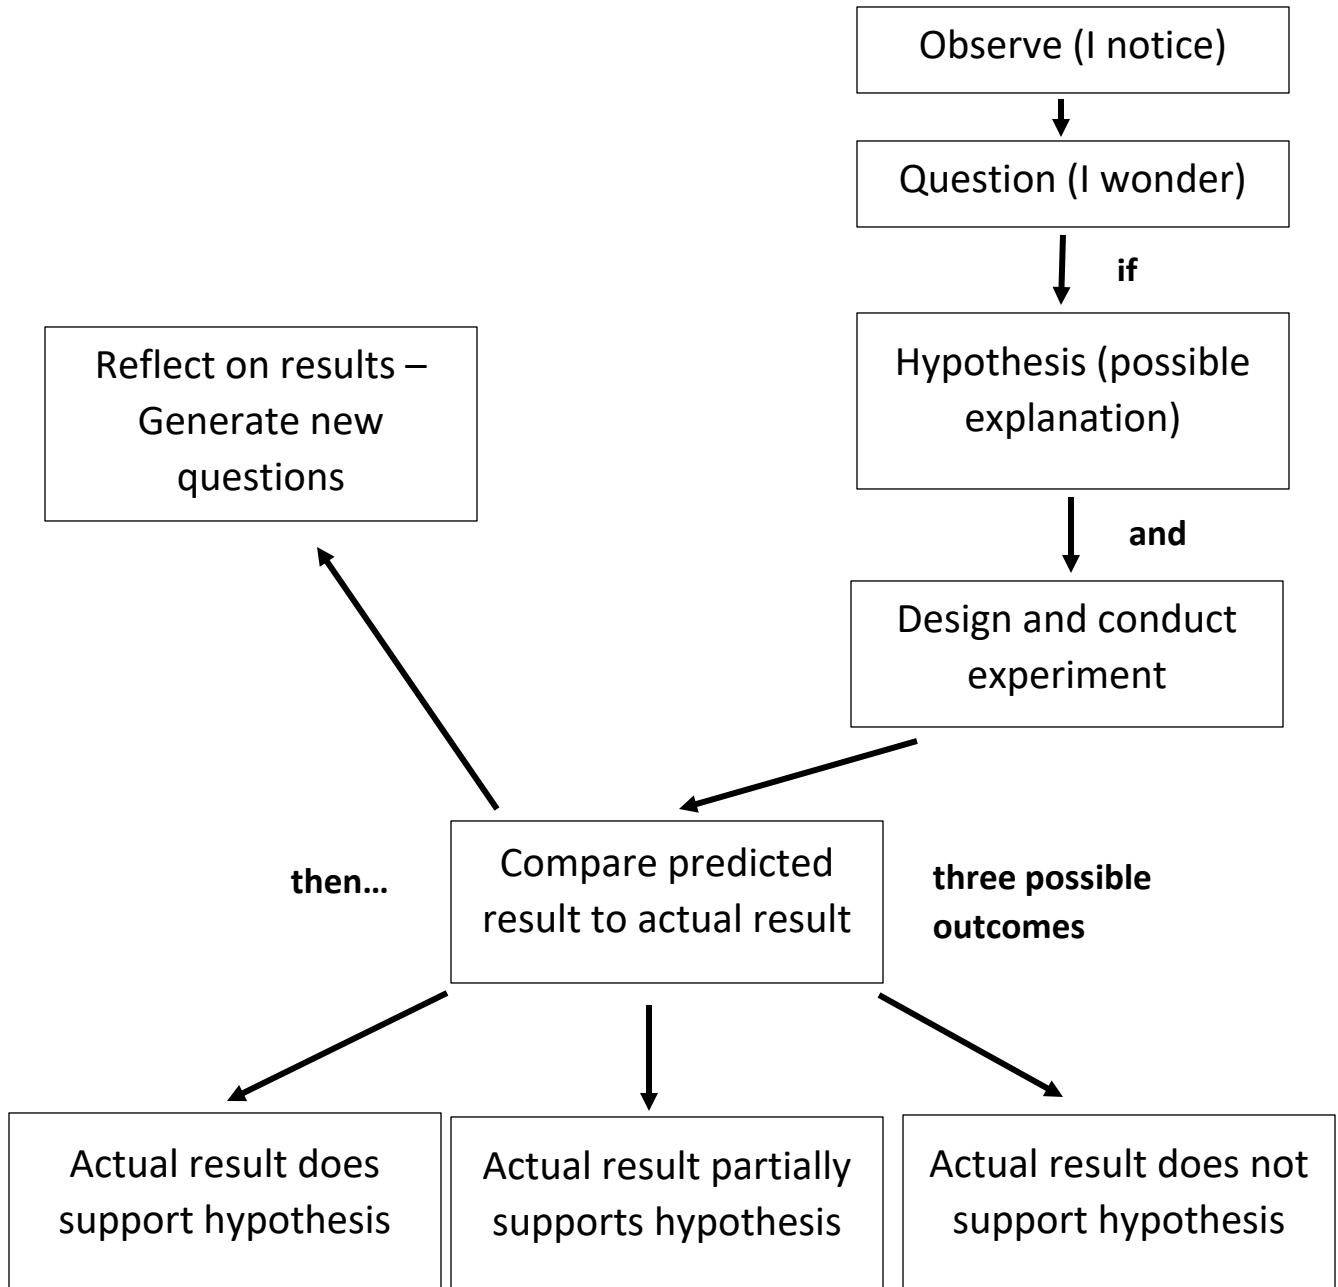 Observe (I notice)
Question (I wonder)
if
Hypothesis (possible
explanation)
and
Design and conduct
experiment
Reflect on results –
Generate new
questions
then…
Compare predicted
result to actual result
three possible
outcomes
Actual result does
support hypothesis
Actual result partially
supports hypothesis
Actual result does not
support hypothesis